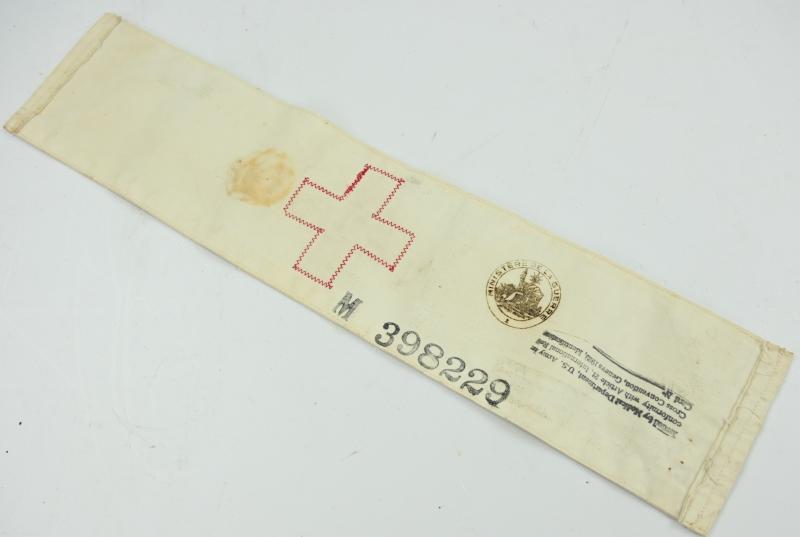 MINISTERE DE LA GUERRE
M 398229
Issued by Medical Department, U.S. Army in
conformity with Article 21, International Red
Cross Convention, Geneva 1929, Identification
Card Nº